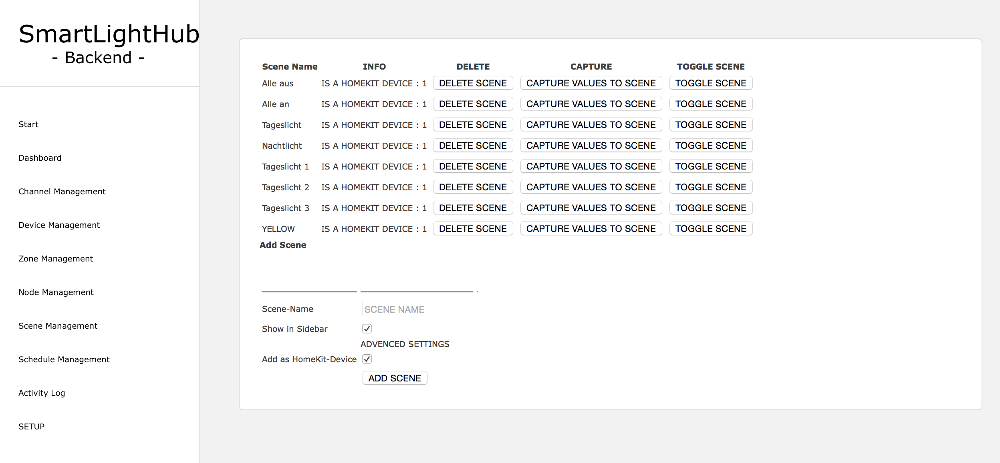 SmartLightHub
- Backend -
Start
Dashboard
Channel Management
Device Management
Zone Management
Node Management
Scene Management
Schedule Management
Activity Log
SETUP
Scene Name INFO DELETE CAPTURE TOGGLE SCENE
Alle aus IS A HOMEKIT DEVICE : 1 DELETE SCENE CAPTURE VALUES TO SCENE TOGGLE SCENE
Alle an IS A HOMEKIT DEVICE : 1 DELETE SCENE CAPTURE VALUES TO SCENE TOGGLE SCENE
Tageslicht IS A HOMEKIT DEVICE : 1 DELETE SCENE CAPTURE VALUES TO SCENE TOGGLE SCENE
Nachtlicht IS A HOMEKIT DEVICE : 1 DELETE SCENE CAPTURE VALUES TO SCENE TOGGLE SCENE
Tageslicht 1 IS A HOMEKIT DEVICE : 1 DELETE SCENE CAPTURE VALUES TO SCENE TOGGLE SCENE
Tageslicht 2 IS A HOMEKIT DEVICE : 1 DELETE SCENE CAPTURE VALUES TO SCENE TOGGLE SCENE
Tageslicht 3 IS A HOMEKIT DEVICE : 1 DELETE SCENE CAPTURE VALUES TO SCENE TOGGLE SCENE
YELLOW IS A HOMEKIT DEVICE : 1 DELETE SCENE CAPTURE VALUES TO SCENE TOGGLE SCENE
Add Scene
Scene-Name SCENE NAME
Show in Sidebar
ADVENCED SETTINGS
Add as HomeKit-Device
ADD SCENE